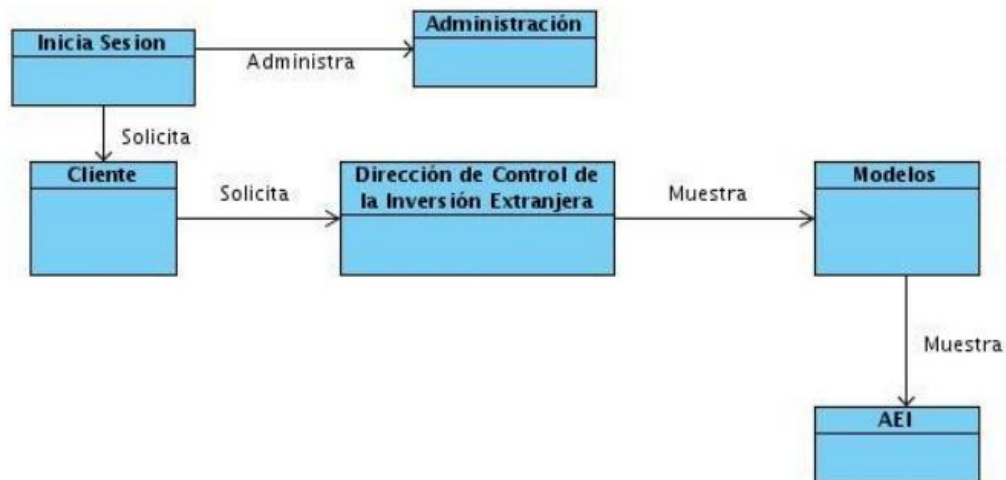 Administración
Inicia Sesion
Administra
Solicita
Cliente
Solicita
Dirección de Control de
la Inversión Extranjera
Muestra
Modelos
Muestra
AEI